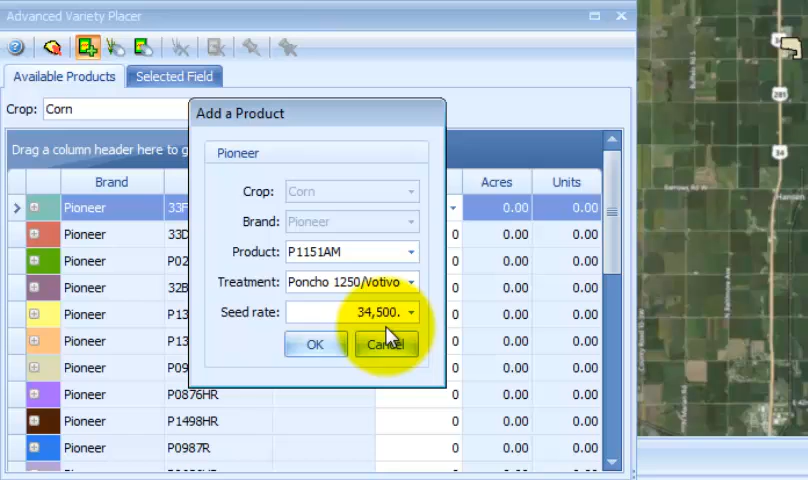 Advanced Variety Placer
Available Products Selected Field
Crop: Corn
Drag a column header here to g
Brand Acres Units
Pioneer 33F 0.00 0.00
Pioneer 33D 0 0.00 0.00
Pioneer P02 0 0.00 0.00
Pioneer 32B 0 0.00 0.00
Pioneer P13 0 0.00 0.00
Pioneer P13 0 0.00 0.00
Pioneer P09 0 0.00 0.00
Pioneer P0876HR 0 0.00 0.00
Pioneer P1498HR 0 0.00 0.00
Pioneer P0987R 0 0.00 0.00
Add a Product
Pioneer
Crop: Corn
Brand: Pioneer
Product: P1151AM
Treatment: Poncho 1250/Votivo
Seed rate: 34,500.
OK Cancel
281
34